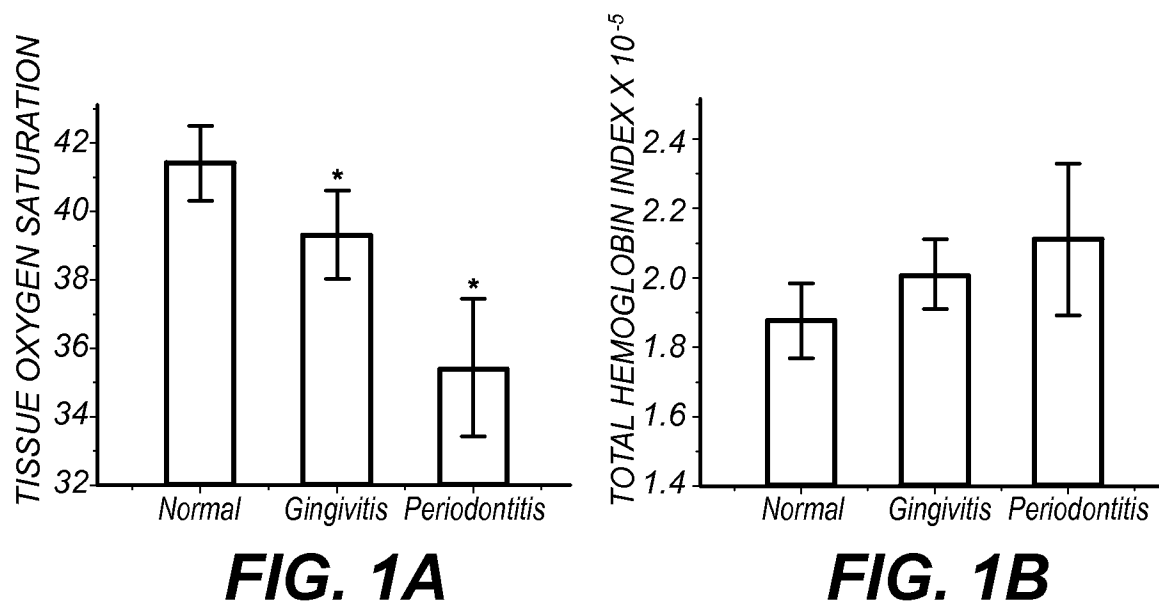 TISSUE OXYGEN SATURATION
42
40
38
36
34
32
*
*
Normal
Gingivitis
Periodontitis
FIG. 1A
TOTAL HEMOGLOBIN INDEX X 10-5
2.4
2.2
2.0
1.8
1.6
1.4
Normal
Gingivitis
Periodontitis
FIG. 1B